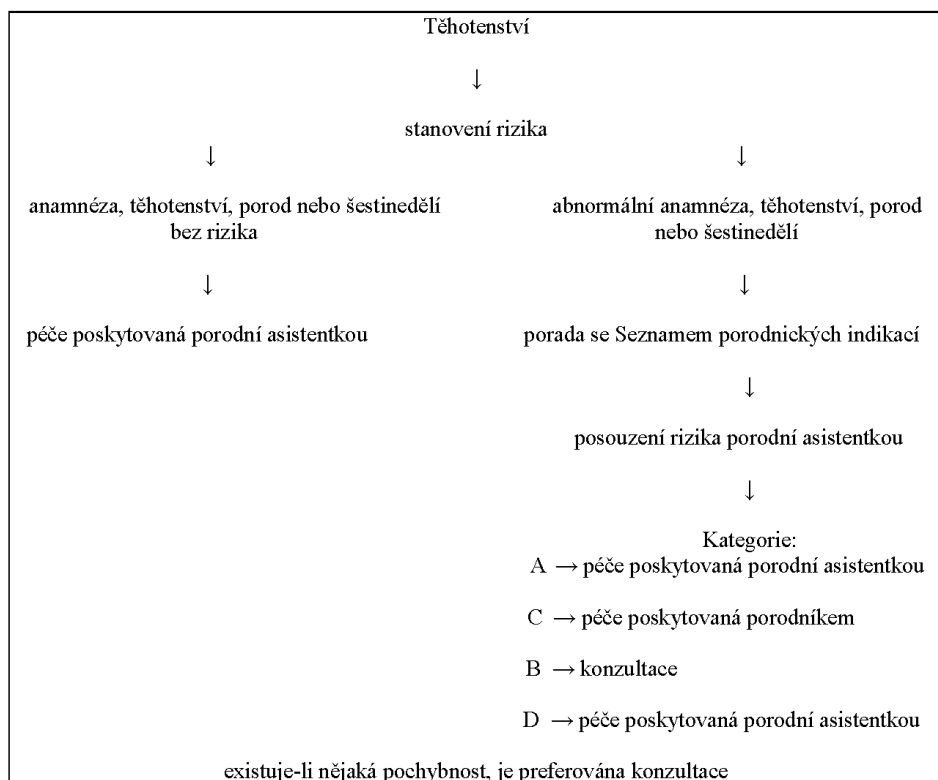 Těhotenství
↓
stanovení rizika
↓ ↓
anamnéza, těhotenství, porod nebo šestinedělí
bez rizika
abnormální anamnéza, těhotenství, porod
nebo šestinedělí
↓ ↓
péče poskytovaná porodní asistentkou
porada se Seznamem porodnických indikací
↓
posouzení rizika porodní asistentkou
↓
Kategorie:
A → péče poskytovaná porodní asistentkou
C → péče poskytovaná porodníkem
B → konzultace
D → péče poskytovaná porodní asistentkou
existuje-li nějaká pochybnost, je preferována konzultace